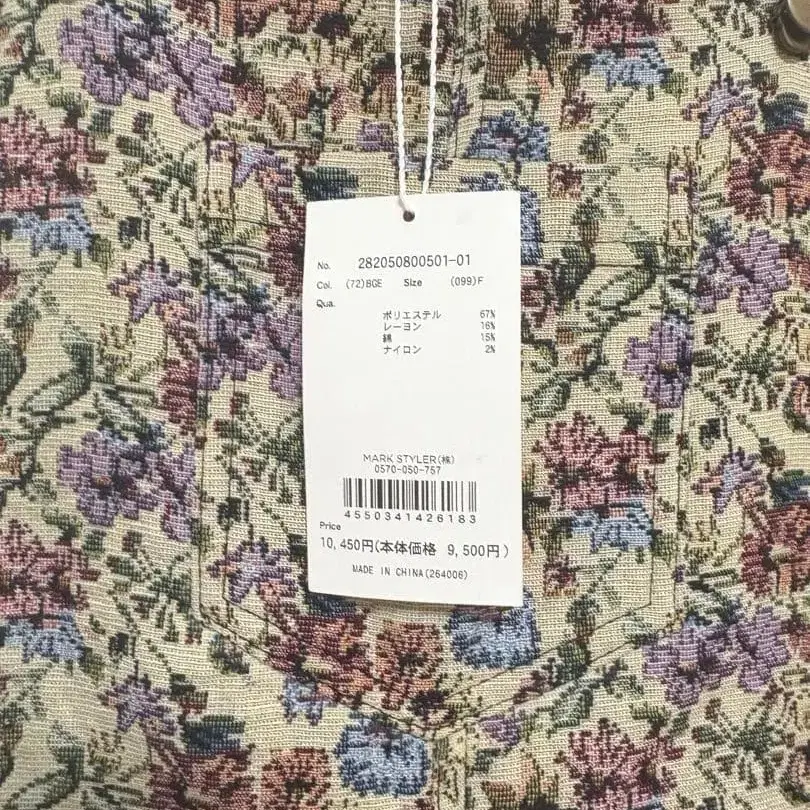 No. 282050800501-01
Col. (72)BGE Size (099)F
Qua.
ポリエステル 67%
レーヨン 16%
綿 15%
ナイロン 2%
MARK STYLER(株)
0570-050-757
4550341426183
Price
10,450円(本体価格 9,500円)
MADE IN CHINA(264006)